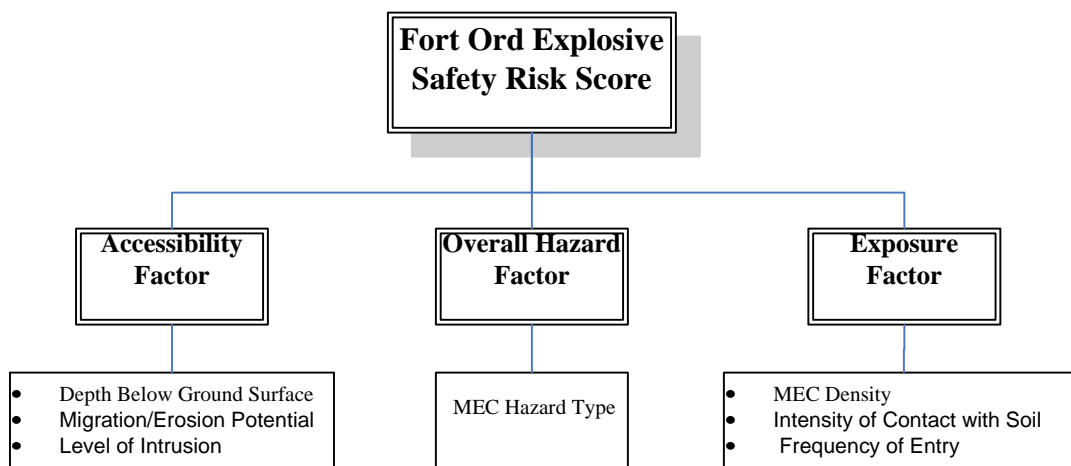 Fort Ord Explosive
Safety Risk Score
Accessibility
Factor
Overall Hazard
Factor
Exposure
Factor
• Depth Below Ground Surface
• Migration/Erosion Potential
• Level of Intrusion
MEC Hazard Type
• MEC Density
• Intensity of Contact with Soil
• Frequency of Entry